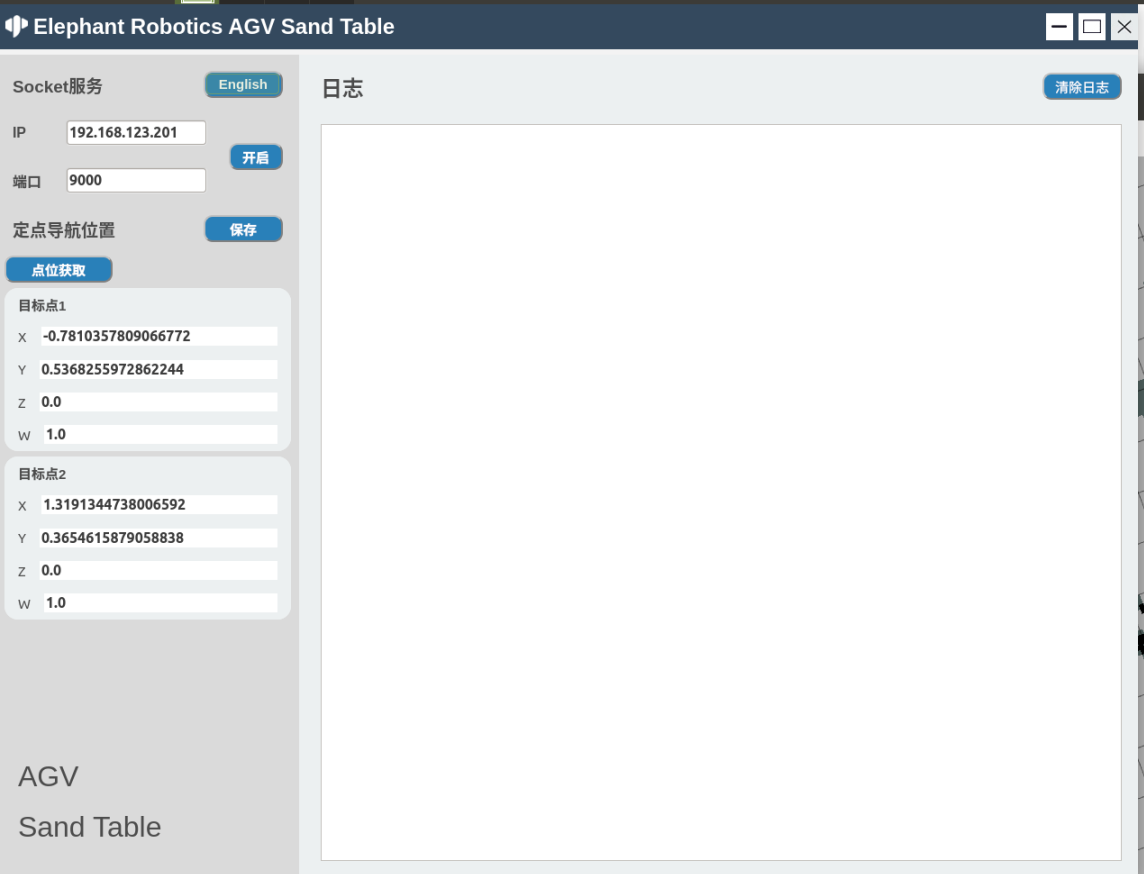 Elephant Robotics AGV Sand Table
Socket服务
English
IP
192.168.123.201
开启
端口
9000
定点导航位置
保存
点位获取
目标点1
X
-0.7810357809066772
Y
0.5368255972862244
Z
0.0
W
1.0
目标点2
X
1.3191344738006592
Y
0.3654615879058838
Z
0.0
W
1.0
AGV
Sand Table
日志
清除日志